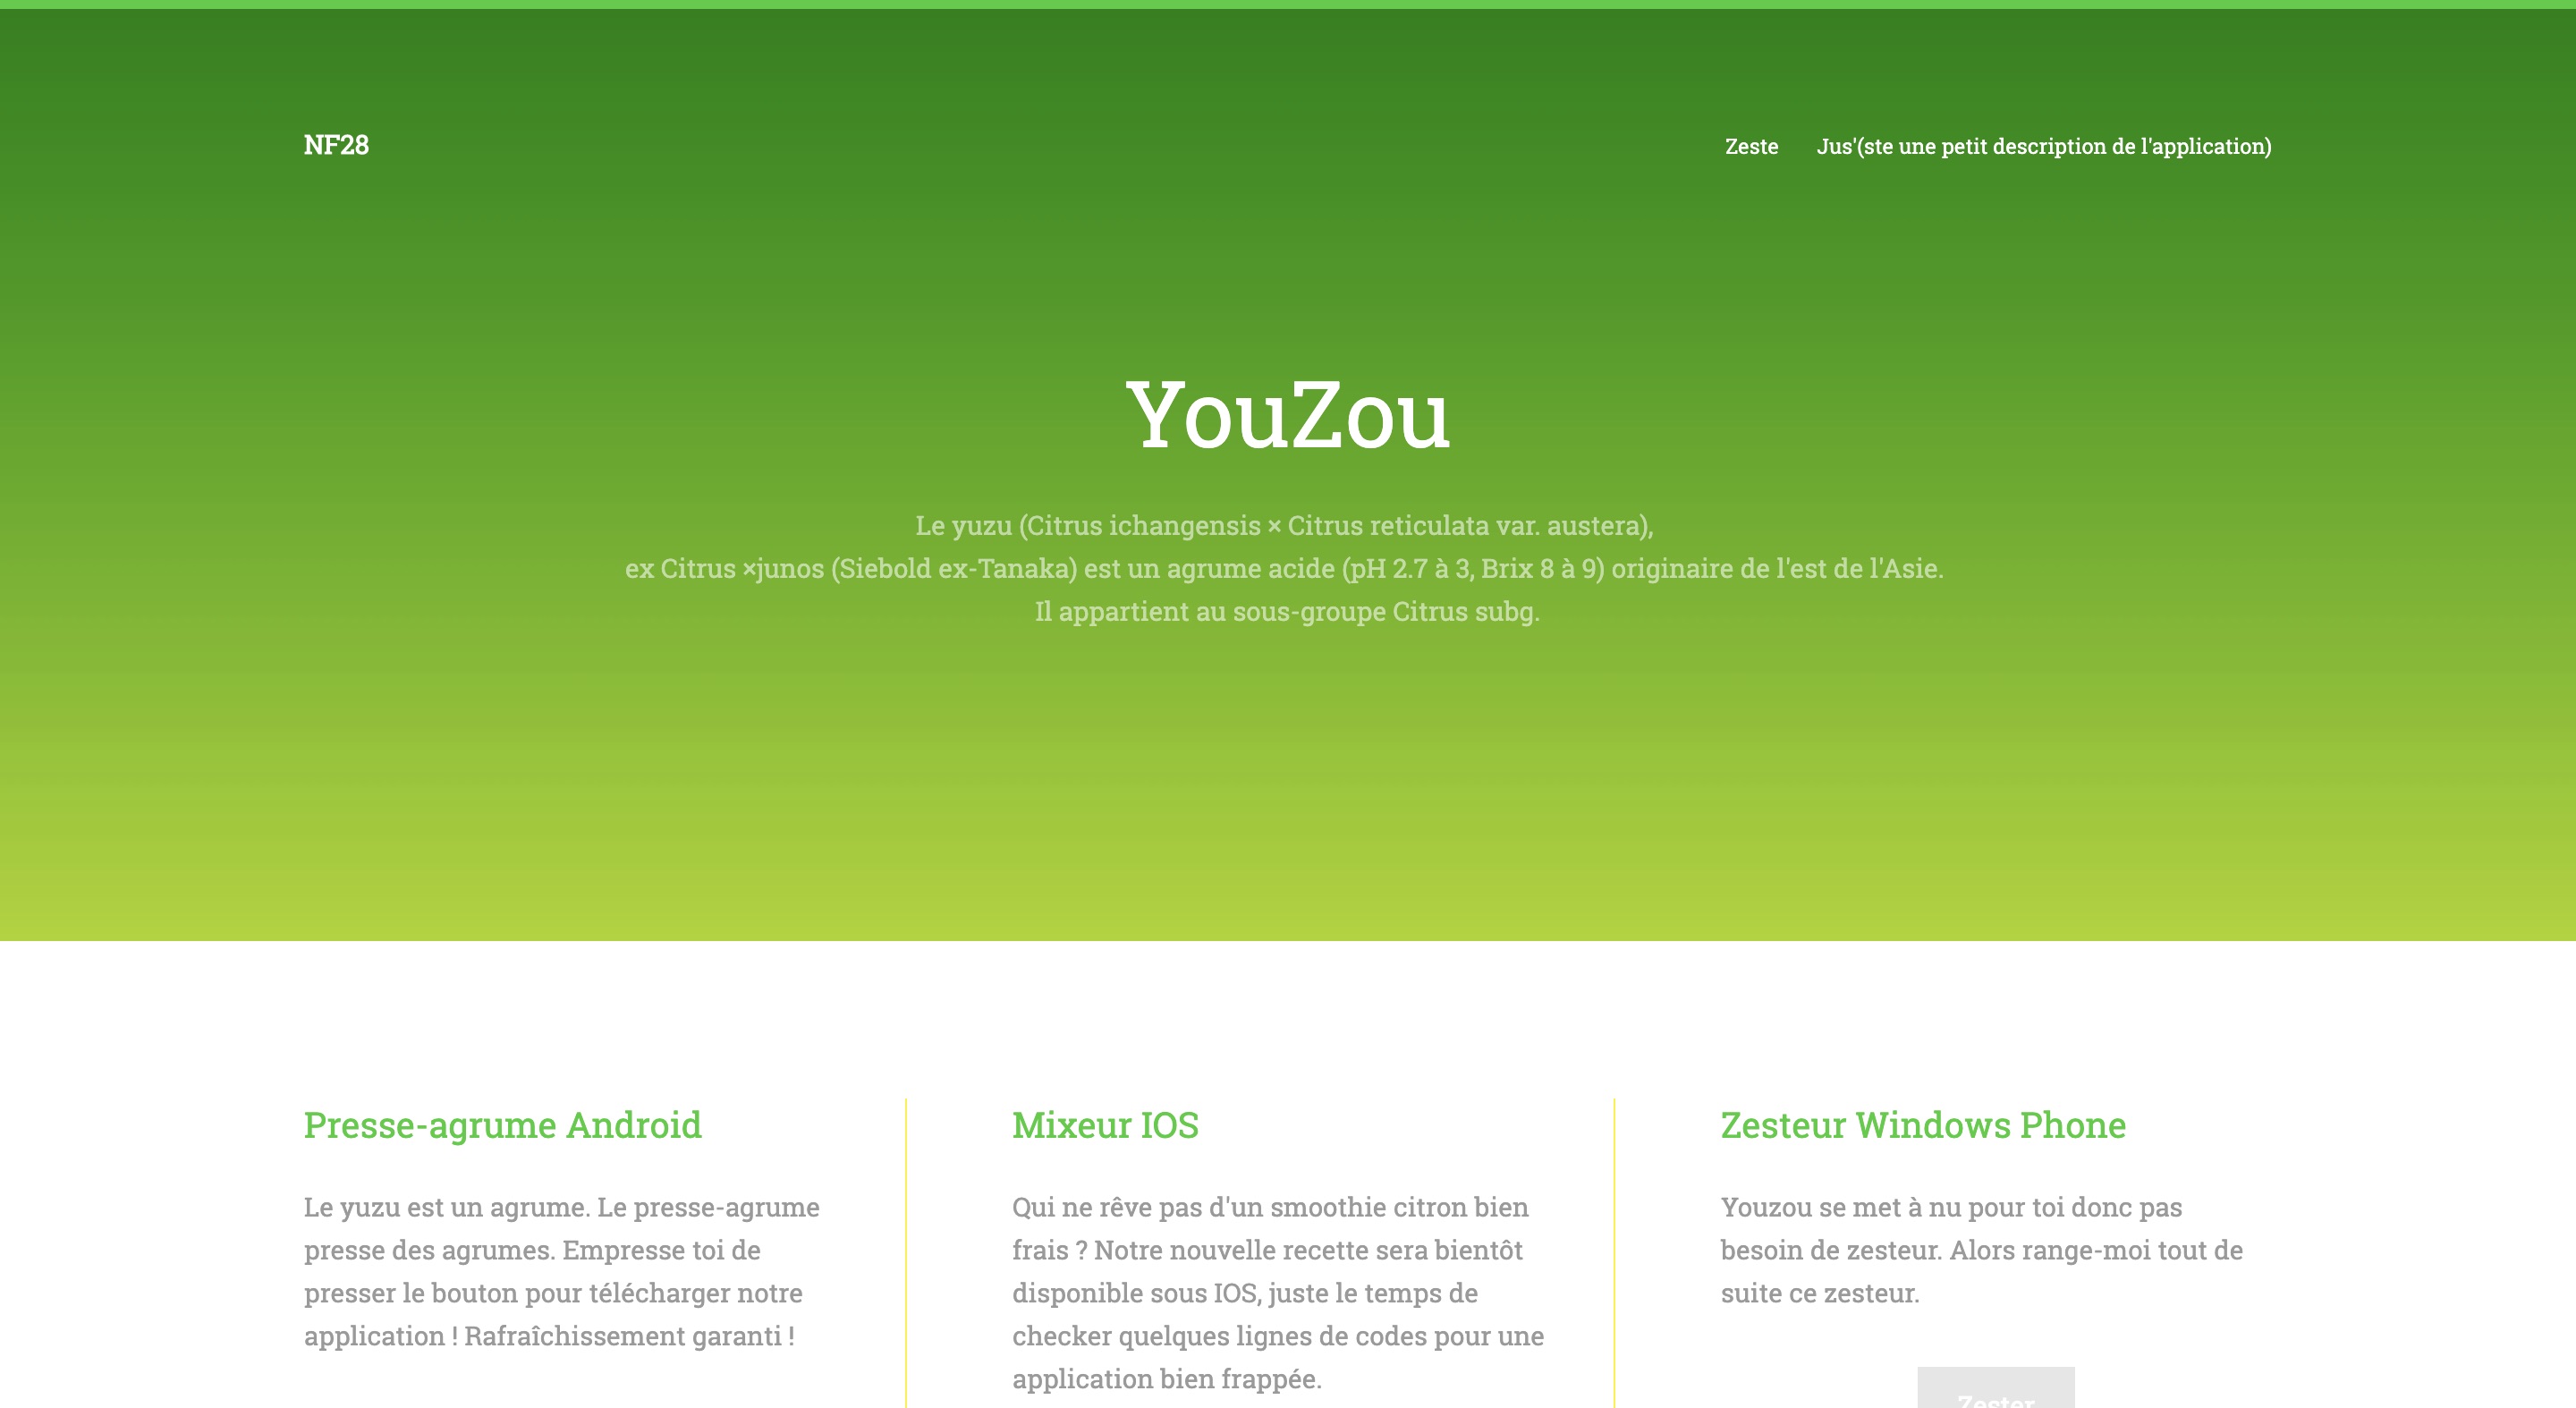 NF28
Zeste
Jus'(ste une petit description de l'application)
YouZou
Le yuzu (Citrus ichangensis × Citrus reticulata var. austera),
ex Citrus ×junos (Siebold ex-Tanaka) est un agrume acide (pH 2.7 à 3, Brix 8 à 9) originaire de l'est de l'Asie.
Il appartient au sous-groupe Citrus subg.
Presse-agrume Android
Le yuzu est un agrume. Le presse-agrume
presse des agrumes. Empresse toi de
presser le bouton pour télécharger notre
application ! Rafraîchissement garanti !
Mixeur IOS
Qui ne rêve pas d'un smoothie citron bien
frais ? Notre nouvelle recette sera bientôt
disponible sous IOS, juste le temps de
checker quelques lignes de codes pour une
application bien frappée.
Zesteur Windows Phone
Youzou se met à nu pour toi donc pas
besoin de zesteur. Alors range-moi tout de
suite ce zesteur.
Zester